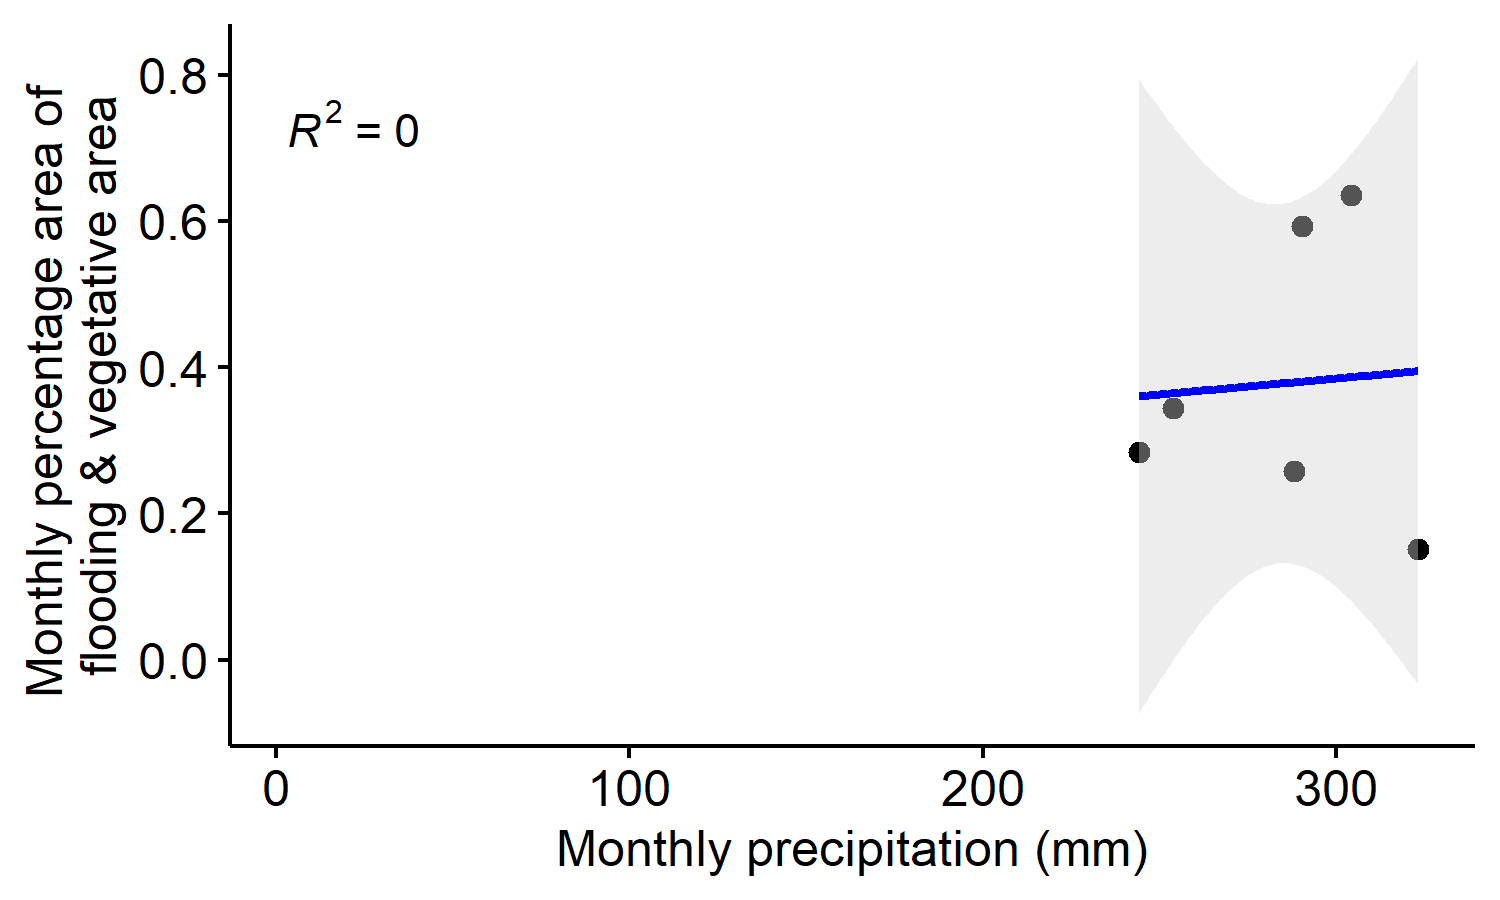 Monthly percentage area of
flooding & vegetative area
0.8
0.6
0.4
0.2
0.0
R² = 0
0
100
200
300
Monthly precipitation (mm)